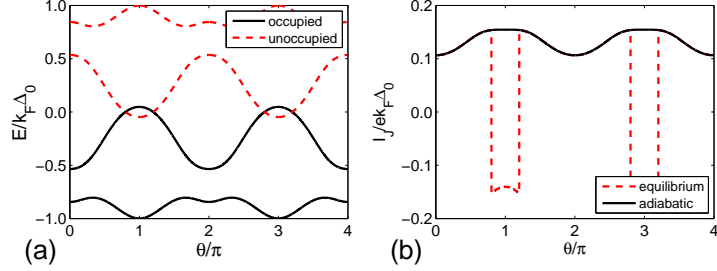 1.0
0.5
0.0
−0.5
−1.0
E/k_FΔ_0
occupied
unoccupied
0 1 2 3 4
θ/π
(a)
0.2
0.1
0
−0.1
−0.2
I_J/ek_FΔ_0
equilibrium
adiabatic
0 1 2 3 4
θ/π
(b)